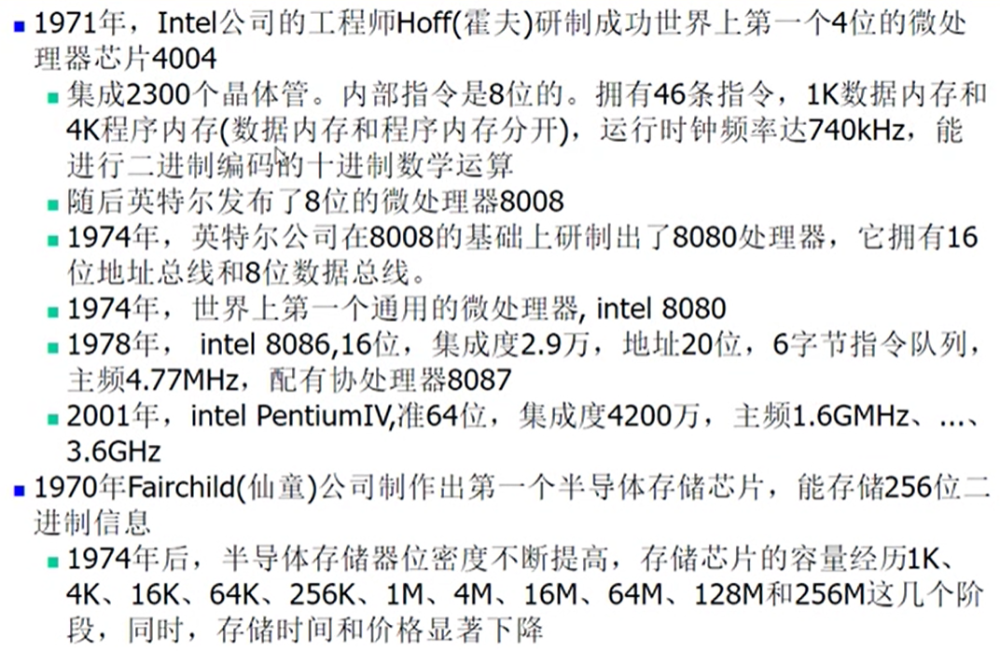 1971年，Intel公司的工程师Hoff(霍夫)研制成功世界上第一个4位的微处
理器芯片4004
集成2300个晶体管。内部指令是8位的。拥有46条指令，1K数据内存和
4K程序内存(数据内存和程序内存分开)，运行时钟频率达740kHz，能
进行二进制编码的十进制数学运算
随后英特尔发布了8位的微处理器8008
1974年，英特尔公司在8008的基础上研制出了8080处理器，它拥有16
位地址总线和8位数据总线。
1974年，世界上第一个通用的微处理器, intel 8080
1978年， intel 8086,16位，集成度2.9万，地址20位，6字节指令队列，
主频4.77MHz，配有协处理器8087
2001年，intel PentiumIV,准64位，集成度4200万，主频1.6GMHz、...、
3.6GHz
1970年Fairchild(仙童)公司制作出第一个半导体存储芯片，能存储256位二
进制信息
1974年后，半导体存储器位密度不断提高，存储芯片的容量经历1K、
4K、16K、64K、256K、1M、4M、16M、64M、128M和256M这几个阶
段，同时，存储时间和价格显著下降